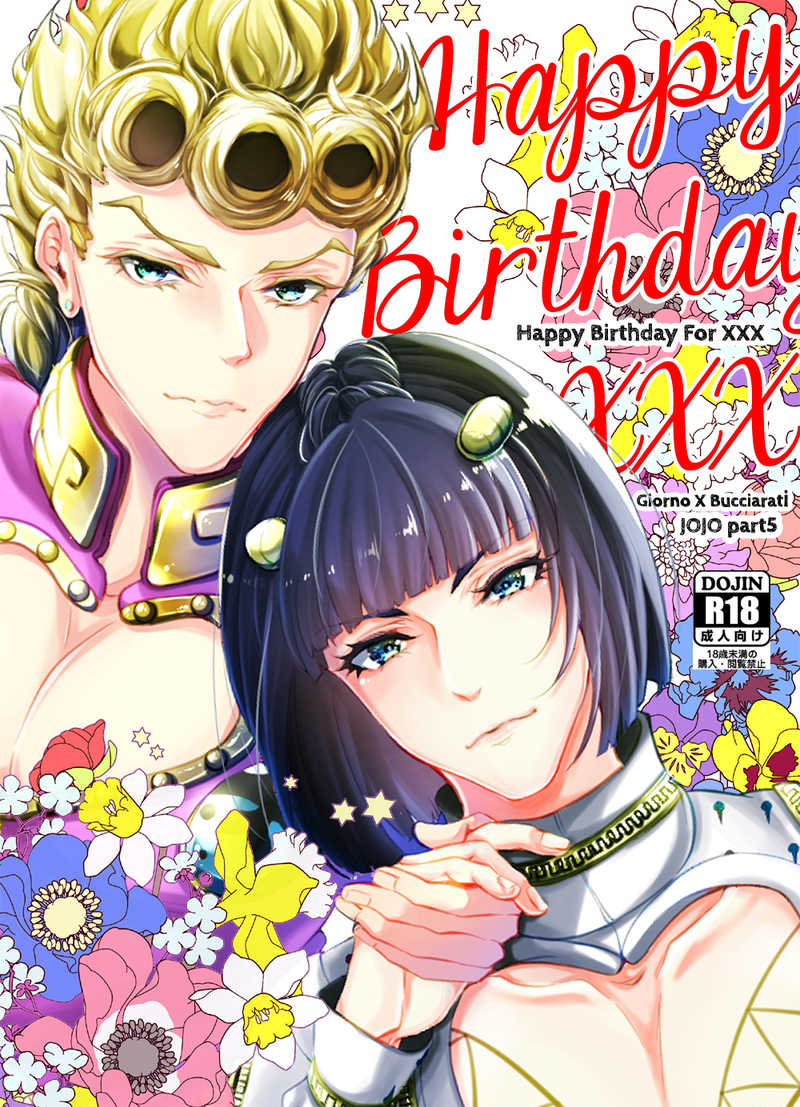 Happy
Birthday
Happy Birthday For XXX
XXX
Giorno X Bucciarati
JOJO part5
DOJIN
R18
成人向け
18歳未満の
購入・閲覧禁止